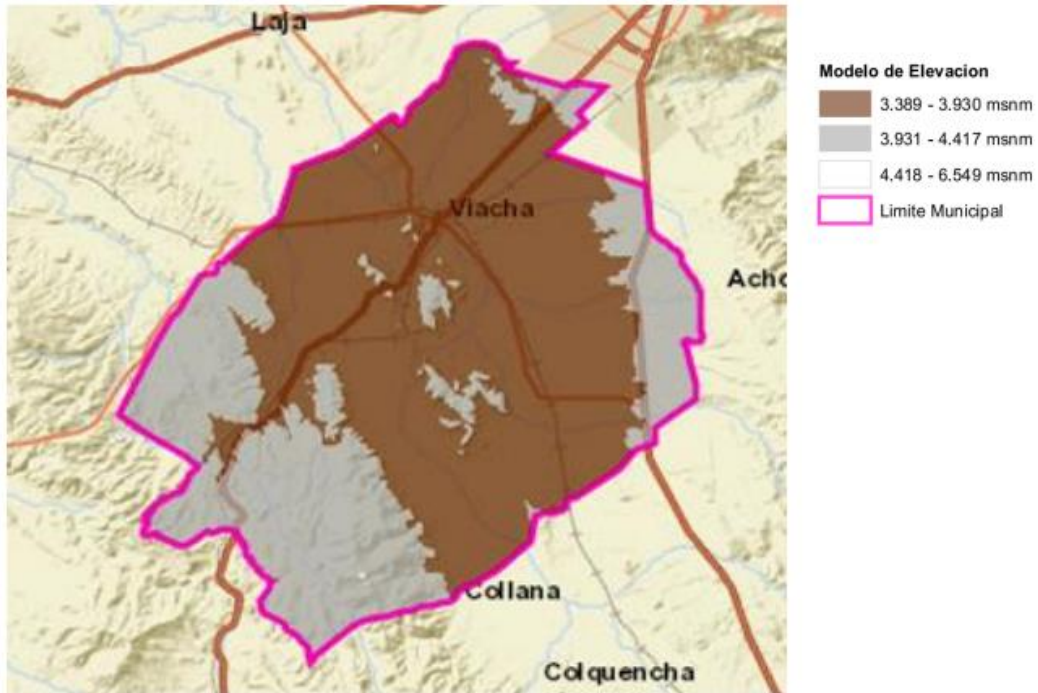 Laja
Viacha
Acho
Collana
Colquencha
Modelo de Elevacion
3.389 - 3.930 msnm
3.931 - 4.417 msnm
4.418 - 6.549 msnm
Limite Municipal